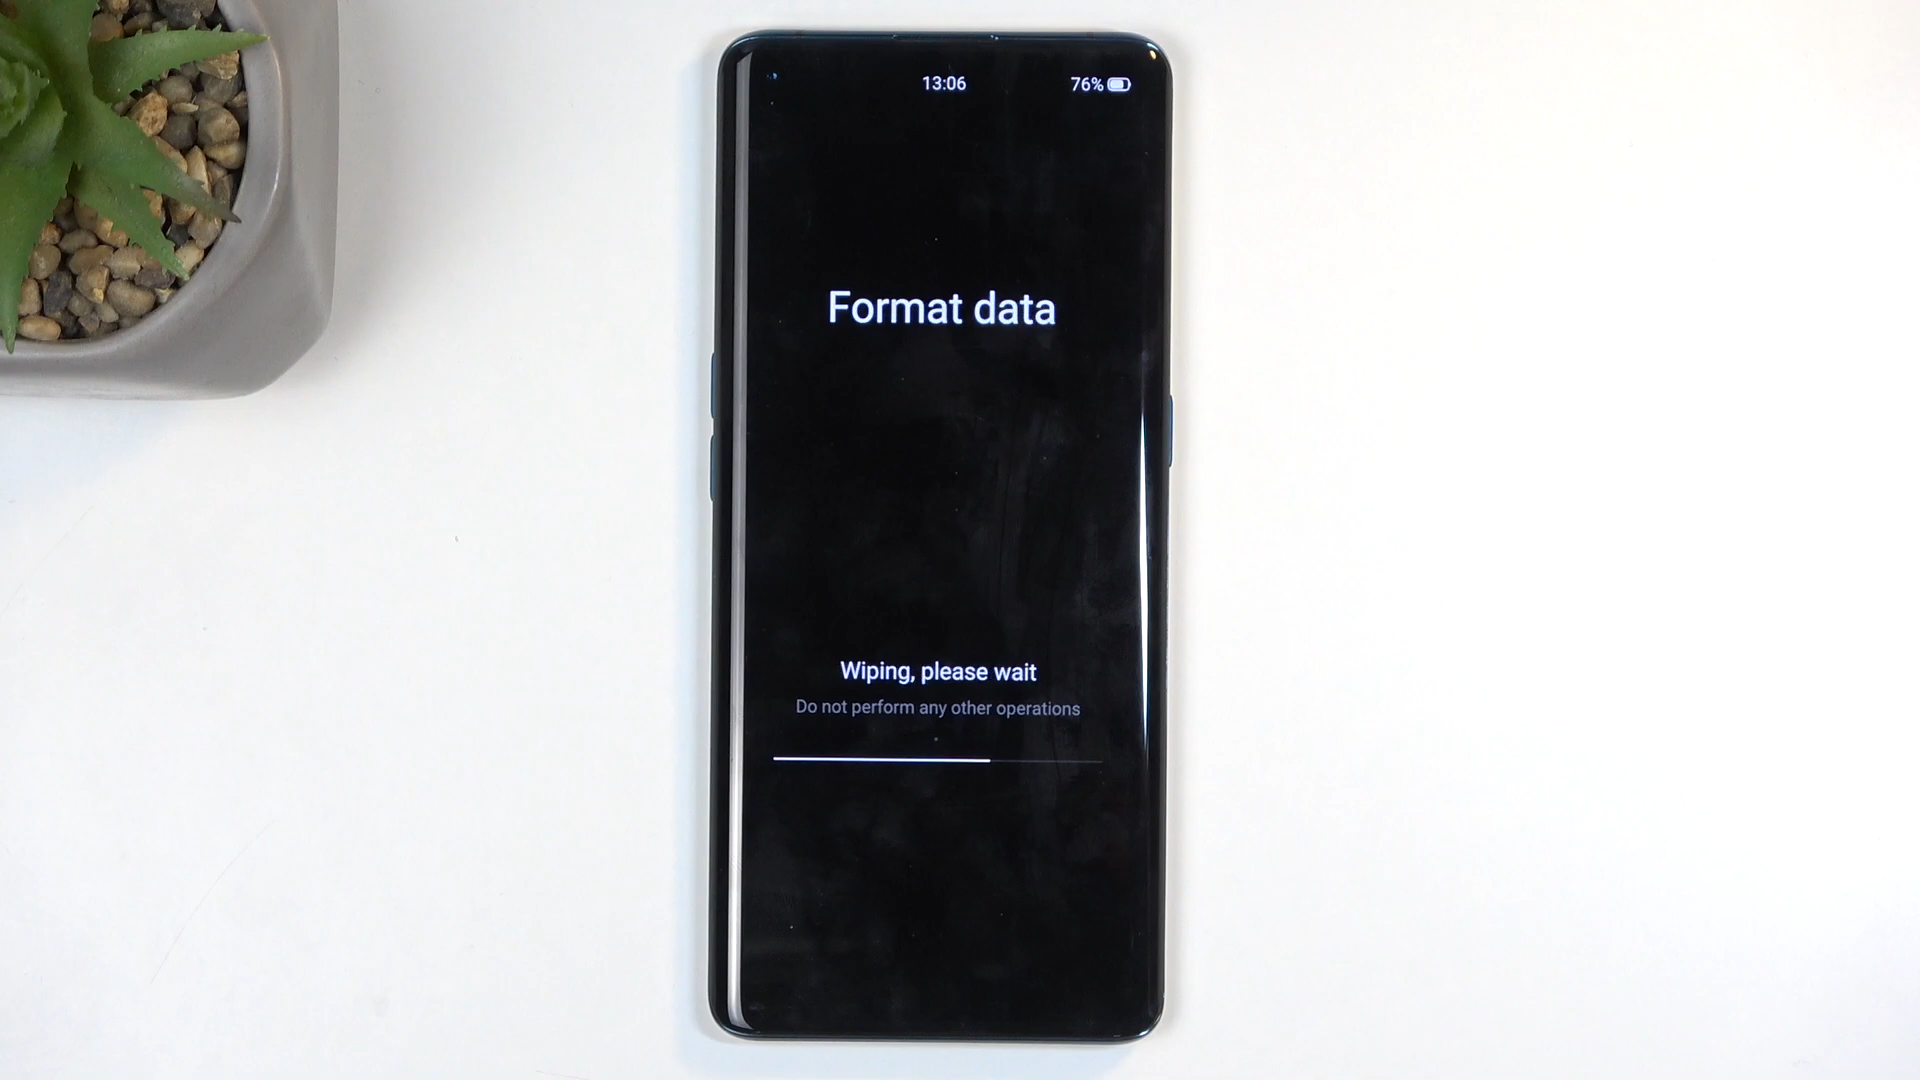 13:06 76%
Format data
Wiping, please wait
Do not perform any other operations